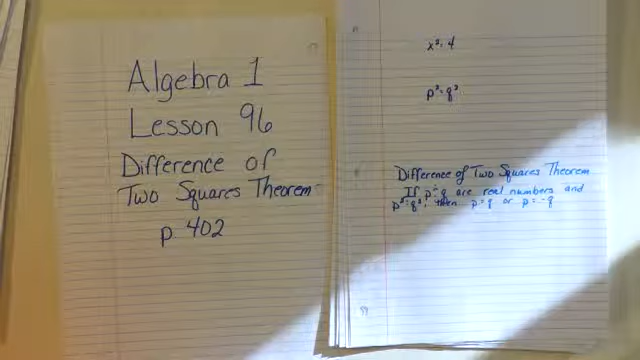 Algebra 1
Lesson 96
Difference of
Two Squares Theorem
p 402
x² = 4
p² = q²
Difference of Two Squares Theorem
If p & q are real numbers and
p² = q², then p = q or p = -q